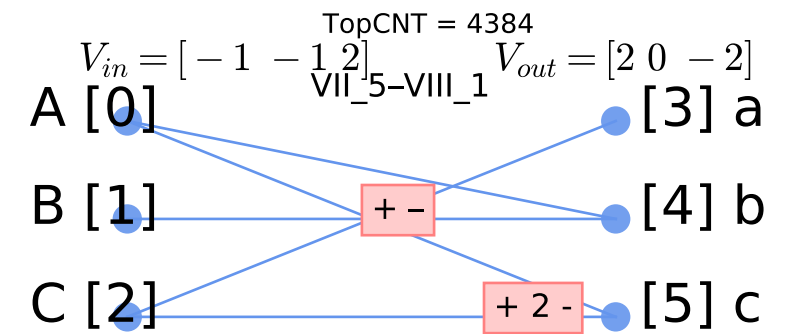 TopCNT = 4384
V_in = [ − 1 − 1 2] V_out = [2 0 − 2]
VII_5–VIII_1
A [0] [3] a
B [1] + – [4] b
C [2] + 2 - [5] c